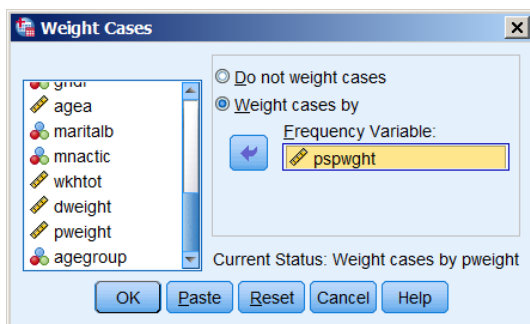 Weight Cases
agea
maritalb
mnactic
wkhtot
dweight
pweight
agegroup
Do not weight cases
Weight cases by
Frequency Variable:
pspwght
Current Status: Weight cases by pweight
OK
Paste
Reset
Cancel
Help